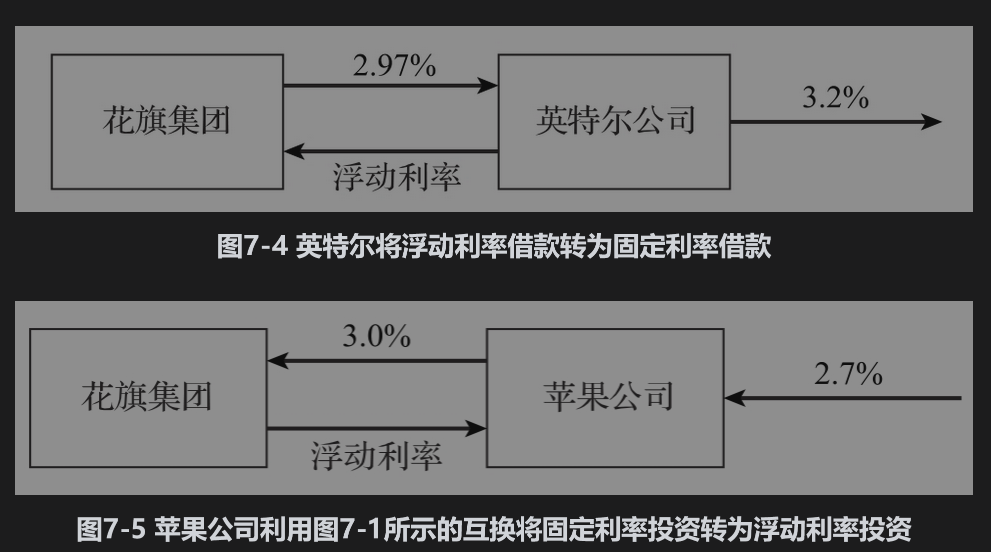 2.97%
花旗集团
英特尔公司
3.2%
浮动利率
图7-4 英特尔将浮动利率借款转为固定利率借款
3.0%
花旗集团
苹果公司
2.7%
浮动利率
图7-5 苹果公司利用图7-1所示的互换将固定利率投资转为浮动利率投资